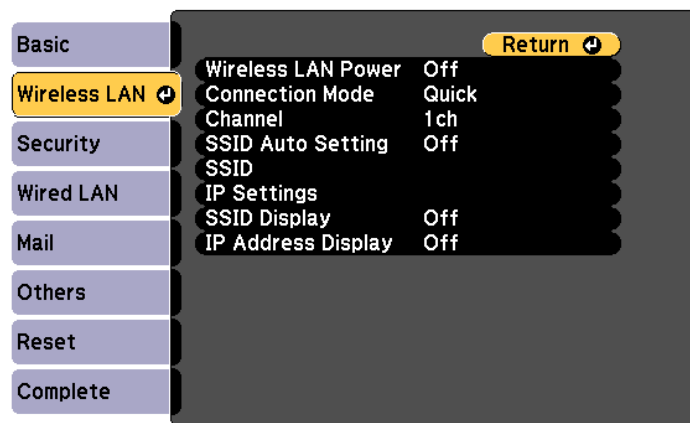 Basic
Wireless LAN
Security
Wired LAN
Mail
Others
Reset
Complete
Return
Wireless LAN Power Off
Connection Mode Quick
Channel 1ch
SSID Auto Setting Off
SSID
IP Settings
SSID Display Off
IP Address Display Off